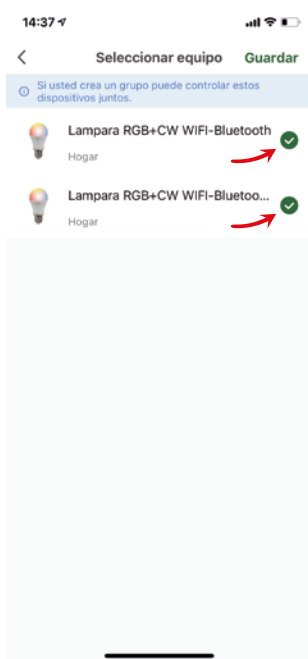 14:37
Seleccionar equipo Guardar
Si usted crea un grupo puede controlar estos
dispositivos juntos.
Lampara RGB+CW WIFI-Bluetooth
Hogar
Lampara RGB+CW WIFI-Bluetoo...
Hogar